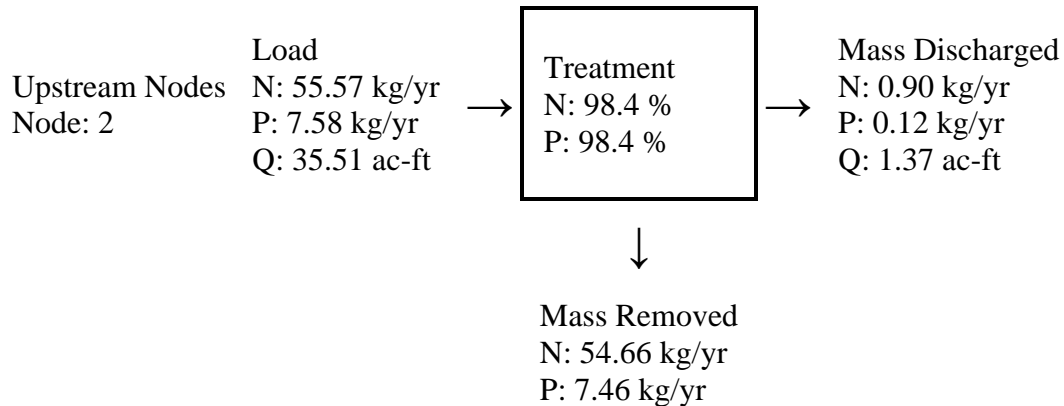 Upstream Nodes
Node: 2
Load
N: 55.57 kg/yr
P: 7.58 kg/yr
Q: 35.51 ac-ft
→
Treatment
N: 98.4 %
P: 98.4 %
→
Mass Discharged
N: 0.90 kg/yr
P: 0.12 kg/yr
Q: 1.37 ac-ft
↓
Mass Removed
N: 54.66 kg/yr
P: 7.46 kg/yr